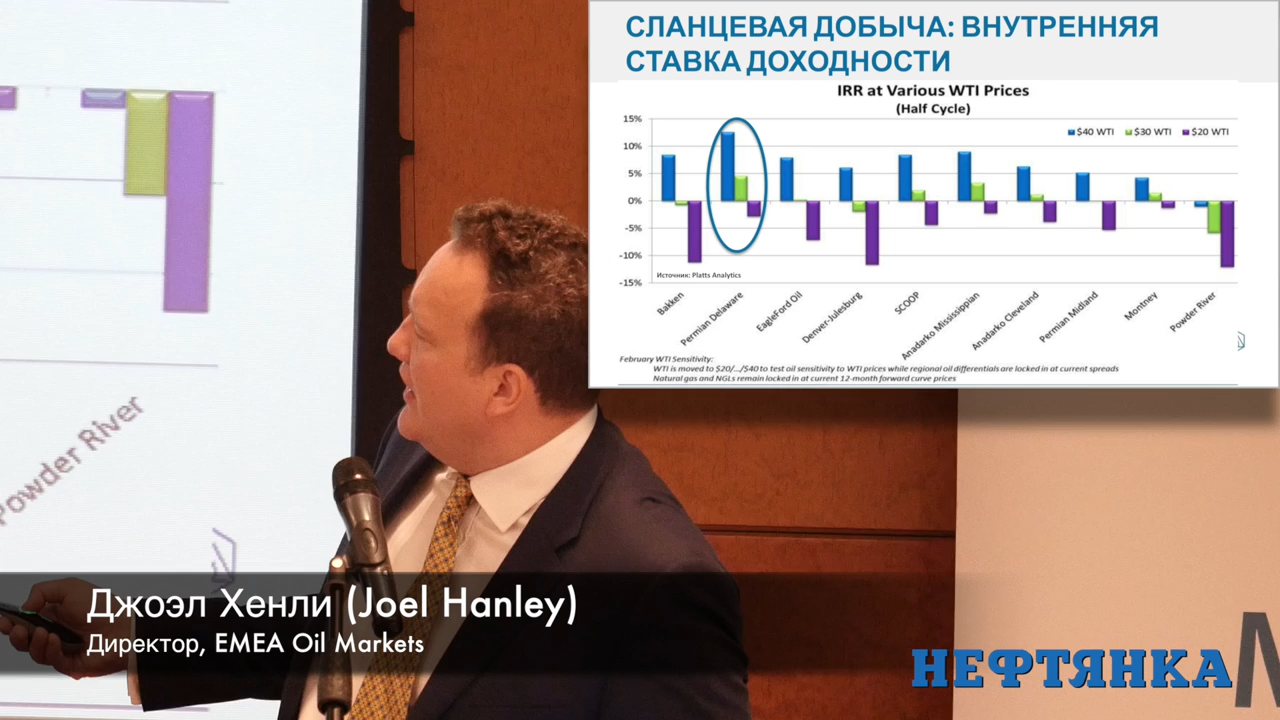 СЛАНЦЕВАЯ ДОБЫЧА: ВНУТРЕННЯЯ
СТАВКА ДОХОДНОСТИ
IRR at Various WTI Prices
(Half Cycle)
$40 WTI $30 WTI $20 WTI
15%
10%
5%
0%
-5%
-10%
-15%
Источник: Platts Analytics
Bakken
Permian Delaware
EagleFord Oil
Denver-Julesburg
SCOOP
Anadarko Mississippian
Anadarko Cleveland
Permian Midland
Montney
Powder River
February WTI Sensitivity:
WTI is moved to $20/.../$40 to test oil sensitivity to WTI prices while regional oil differentials are locked in at current spreads
Natural gas and NGLs remain locked in at current 12-month forward curve prices
Powder River
Джоэл Хенли (Joel Hanley)
Директор, EMEA Oil Markets
НЕФТЯНКА